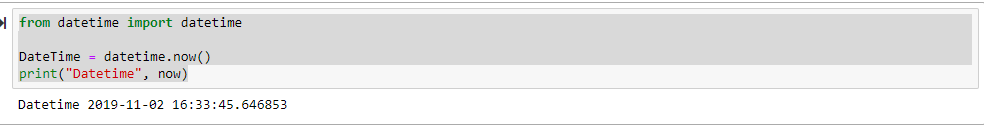 from datetime import datetime
DateTime = datetime.now()
print("Datetime", now)
Datetime 2019-11-02 16:33:45.646853